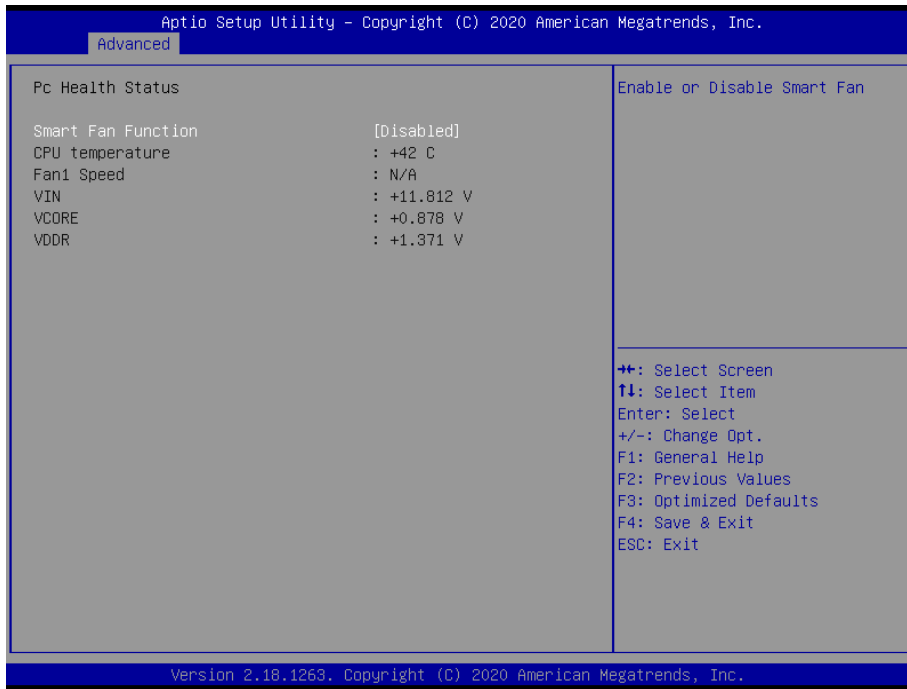 Aptio Setup Utility – Copyright (C) 2020 American Megatrends, Inc.
Advanced
Pc Health Status
Smart Fan Function [Disabled]
CPU temperature : +42 C
Fan1 Speed : N/A
VIN : +11.812 V
VCORE : +0.878 V
VDDR : +1.371 V
Enable or Disable Smart Fan
→←: Select Screen
↑↓: Select Item
Enter: Select
+/-: Change Opt.
F1: General Help
F2: Previous Values
F3: Optimized Defaults
F4: Save & Exit
ESC: Exit
Version 2.18.1263. Copyright (C) 2020 American Megatrends, Inc.